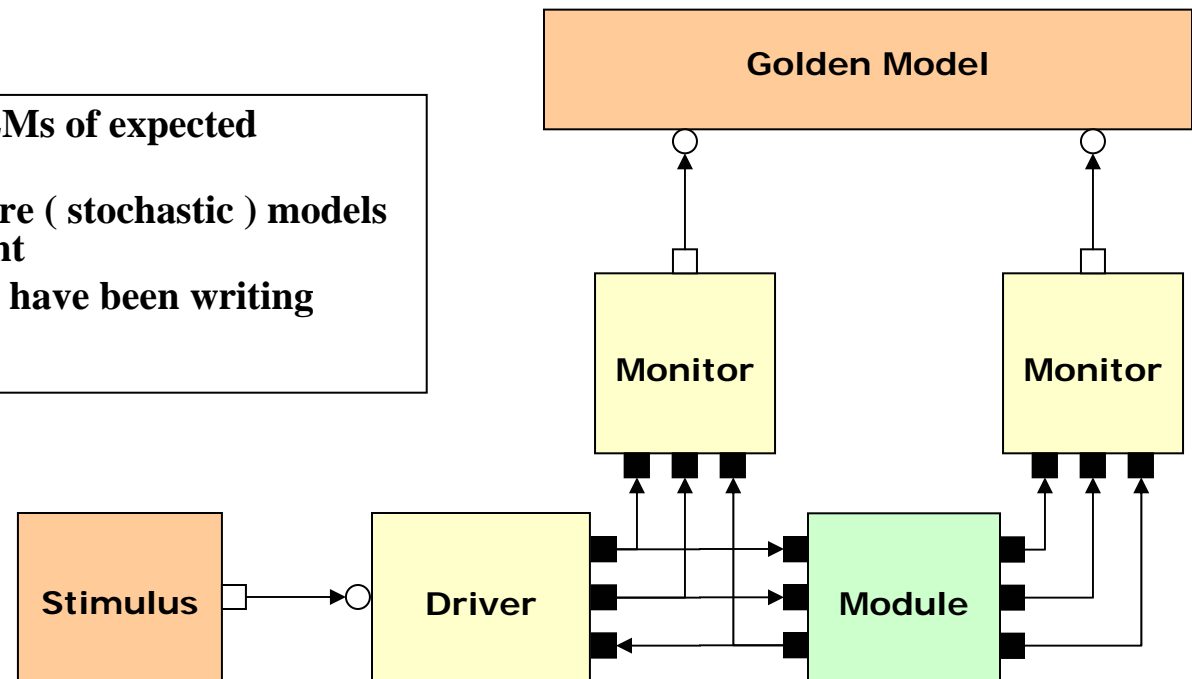 Golden Model
Ms of expected
re ( stochastic ) models
nt
have been writing
Monitor
Monitor
Stimulus
Driver
Module